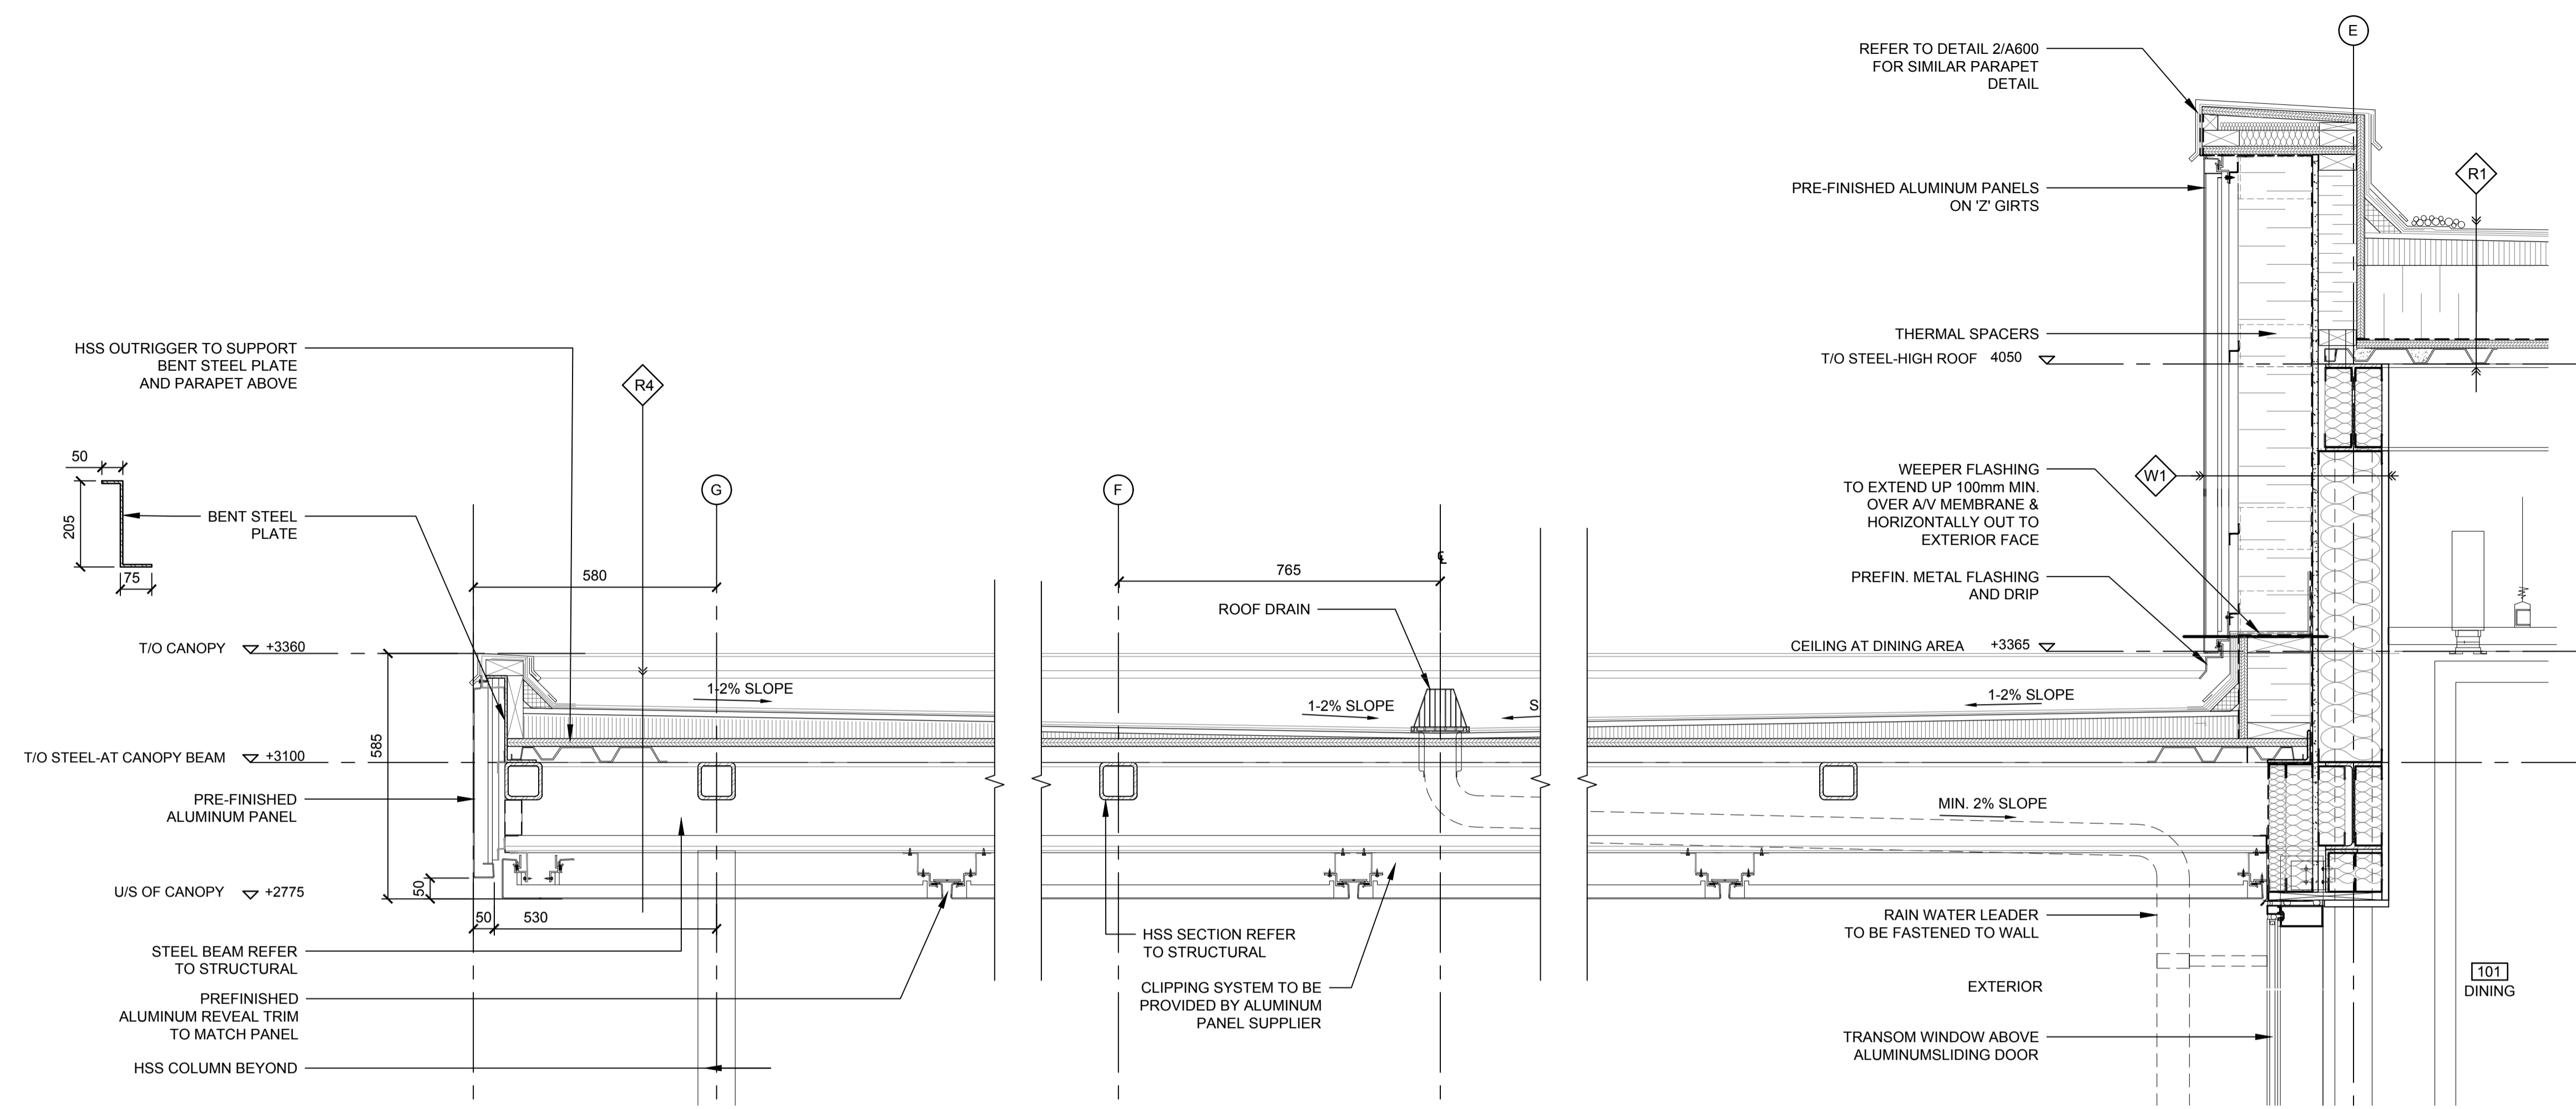 E
REFER TO DETAIL 2/A600
FOR SIMILAR PARAPET
DETAIL
R1
PRE-FINISHED ALUMINUM PANELS
ON 'Z' GIRTS
THERMAL SPACERS
T/O STEEL-HIGH ROOF 4050
HSS OUTRIGGER TO SUPPORT
BENT STEEL PLATE
AND PARAPET ABOVE
R4
50
205
75
BENT STEEL
PLATE
G
F
WEEPER FLASHING
TO EXTEND UP 100mm MIN.
OVER A/V MEMBRANE &
HORIZONTALLY OUT TO
EXTERIOR FACE
W1
580
765
℄
PREFIN. METAL FLASHING
AND DRIP
ROOF DRAIN
T/O CANOPY +3360
CEILING AT DINING AREA +3365
1-2% SLOPE
1-2% SLOPE
S
1-2% SLOPE
585
T/O STEEL-AT CANOPY BEAM +3100
PRE-FINISHED
ALUMINUM PANEL
MIN. 2% SLOPE
U/S OF CANOPY +2775
50
50
530
STEEL BEAM REFER
TO STRUCTURAL
HSS SECTION REFER
TO STRUCTURAL
RAIN WATER LEADER
TO BE FASTENED TO WALL
PREFINISHED
ALUMINUM REVEAL TRIM
TO MATCH PANEL
CLIPPING SYSTEM TO BE
PROVIDED BY ALUMINUM
PANEL SUPPLIER
EXTERIOR
101
DINING
HSS COLUMN BEYOND
TRANSOM WINDOW ABOVE
ALUMINUMSLIDING DOOR